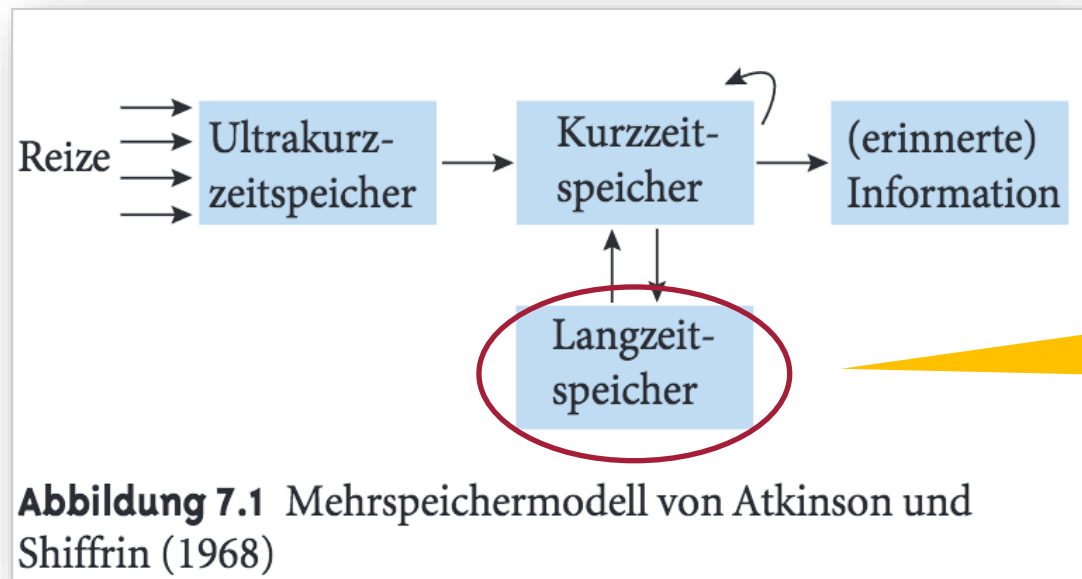 Reize
Ultrakurz-
zeitspeicher
Kurzzeit-
speicher
(erinnerte)
Information
Langzeit-
speicher
Abbildung 7.1 Mehrspeichermodell von Atkinson und
Shiffrin (1968)